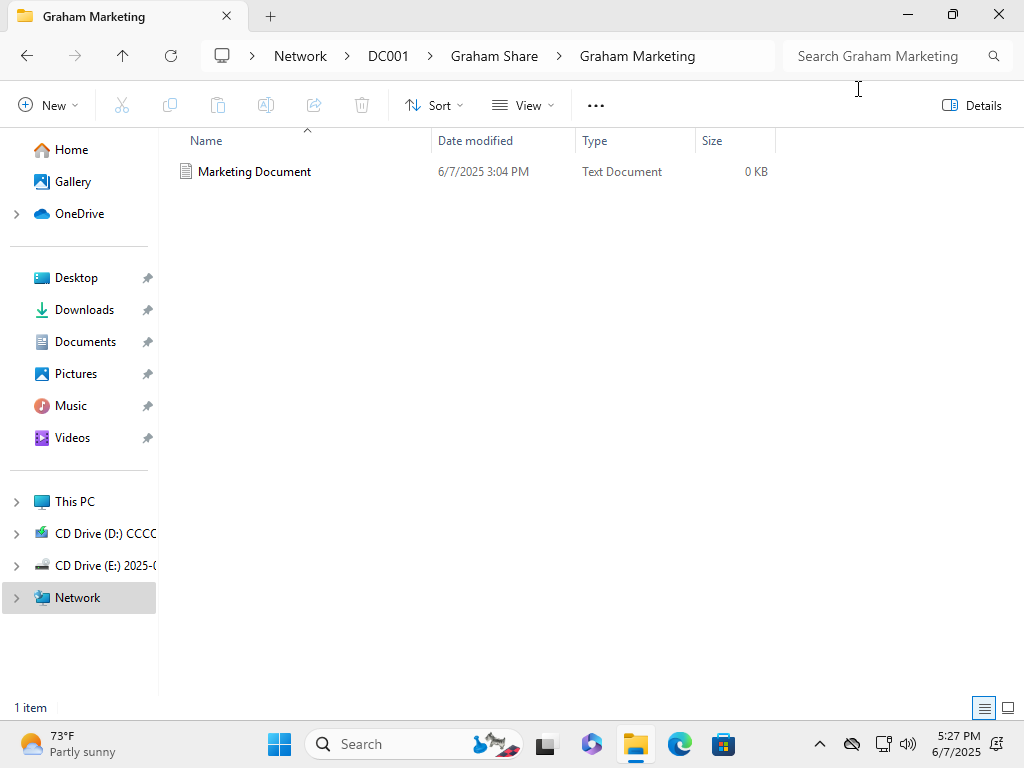 Graham Marketing
Network > DC001 > Graham Share > Graham Marketing
Search Graham Marketing
New
Sort
View
Details
Name
Date modified
Type
Size
Marketing Document
6/7/2025 3:04 PM
Text Document
0 KB
Home
Gallery
OneDrive
Desktop
Downloads
Documents
Pictures
Music
Videos
This PC
CD Drive (D:) CCCC
CD Drive (E:) 2025-0
Network
1 item
73°F
Partly sunny
Search
5:27 PM
6/7/2025